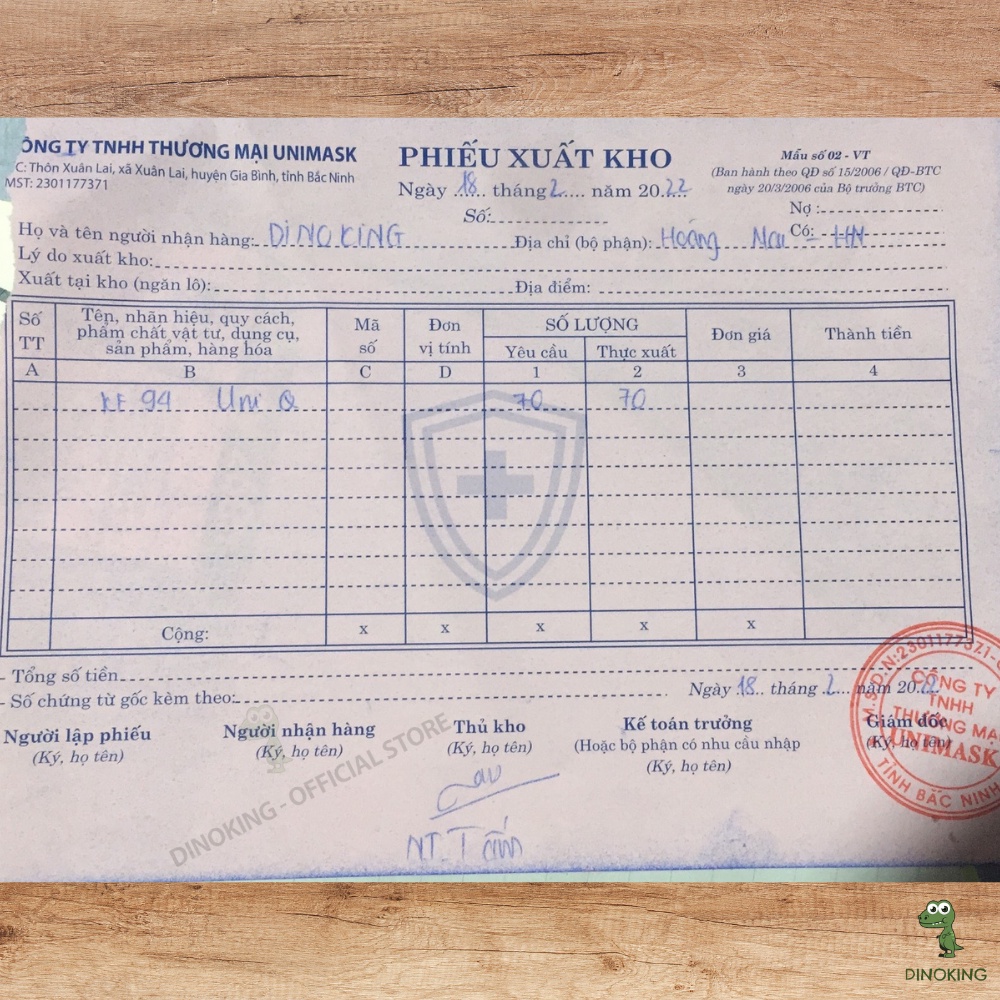 ÔNG TY TNHH THƯƠNG MẠI UNIMASK
C: Thôn Xuân Lai, xã Xuân Lai, huyện Gia Bình, tỉnh Bắc Ninh
MST: 2301177371
PHIẾU XUẤT KHO
Ngày 18 tháng 2 năm 2022
Số:
Mẫu số 02 - VT
(Ban hành theo QĐ số 15/2006 / QĐ-BTC
ngày 20/3/2006 của Bộ trưởng BTC)
Nợ :
Có:
Họ và tên người nhận hàng: DINOKING Địa chỉ (bộ phận): Hoàng Mai - HN
Lý do xuất kho:
Xuất tại kho (ngăn lô): Địa điểm:
Số TT Tên, nhãn hiệu, quy cách, phẩm chất vật tư, dụng cụ, sản phẩm, hàng hóa Mã số Đơn vị tính SỐ LƯỢNG Đơn giá Thành tiền
Yêu cầu Thực xuất
A B C D 1 2 3 4
KF 94 Uni Q 70 70
Cộng: x x x x x
Tổng số tiền
- Số chứng từ gốc kèm theo:
Ngày 18 tháng 2 năm 2022
Người lập phiếu Người nhận hàng Thủ kho Kế toán trưởng Giám đốc
(Ký, họ tên) (Ký, họ tên) (Ký, họ tên) (Hoặc bộ phận có nhu cầu nhập (Ký, họ tên)
(Ký, họ tên)
M.S.D.N:2301177371
CÔNG TY
TNHH
THƯƠNG MẠI
UNIMASK
TỈNH BẮC NINH
DINOKING - OFFICIAL STORE
NT.T
DINOKING